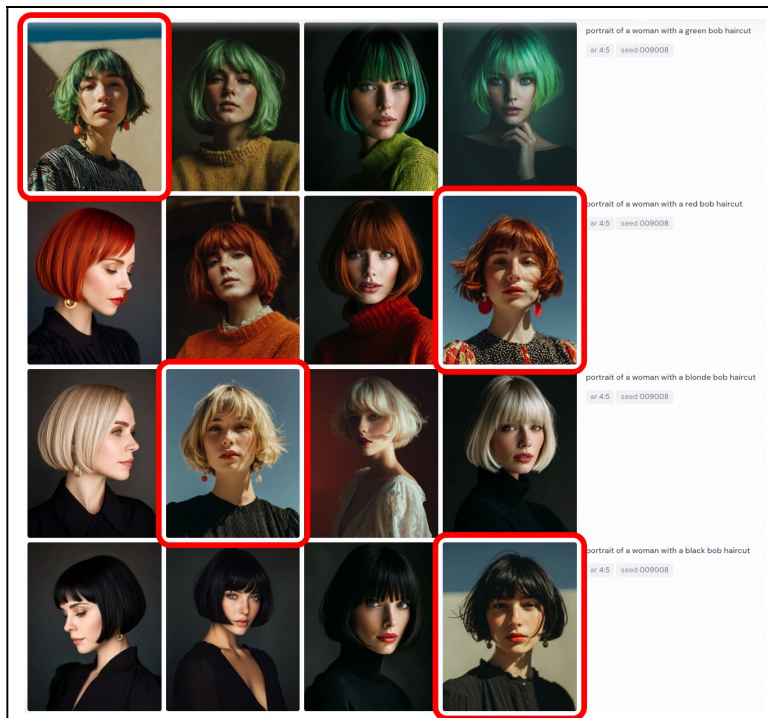 portrait of a woman with a green bob haircut
ar 4:5 seed 009008
portrait of a woman with a red bob haircut
ar 4:5 seed 009008
portrait of a woman with a blonde bob haircut
ar 4:5 seed 009008
portrait of a woman with a black bob haircut
ar 4:5 seed 009008